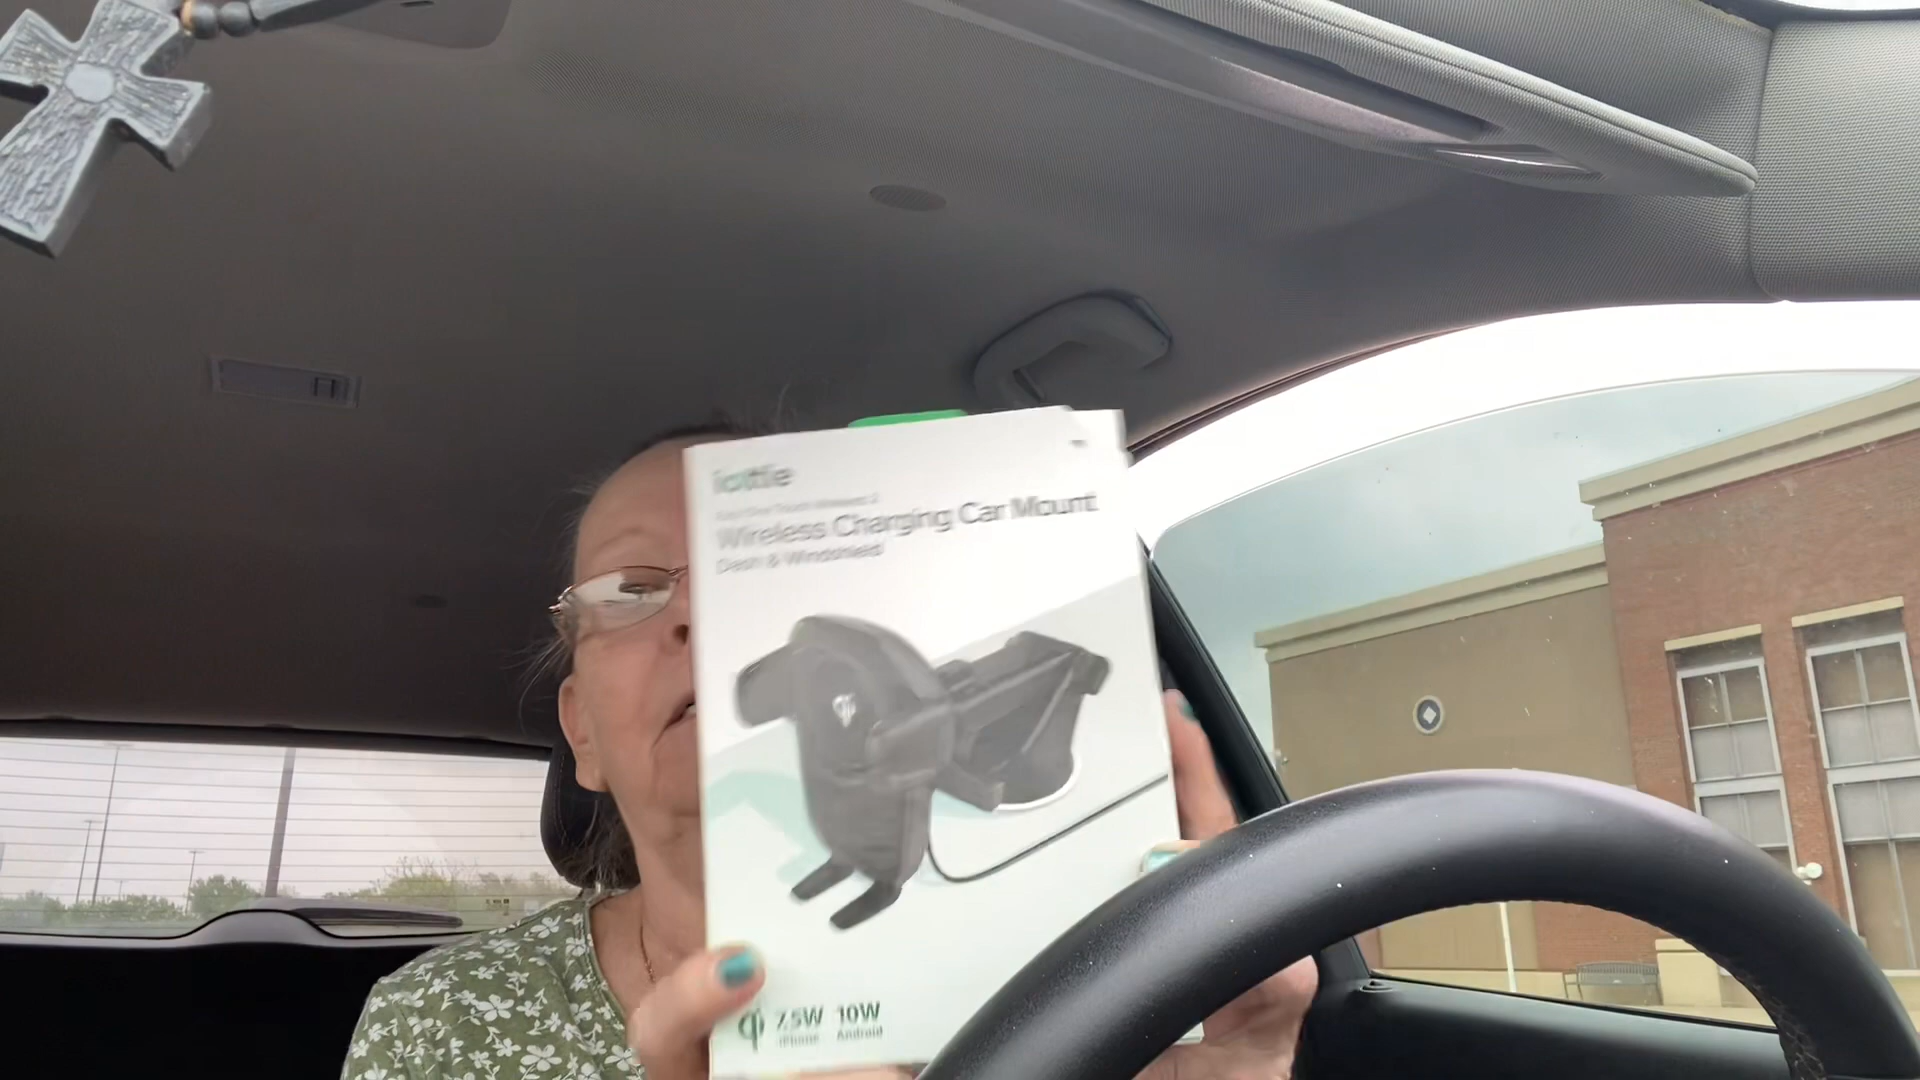 iottie
Wireless Charging Car Mount
Dash & Windshield
7.5W 10W
iPhone Android